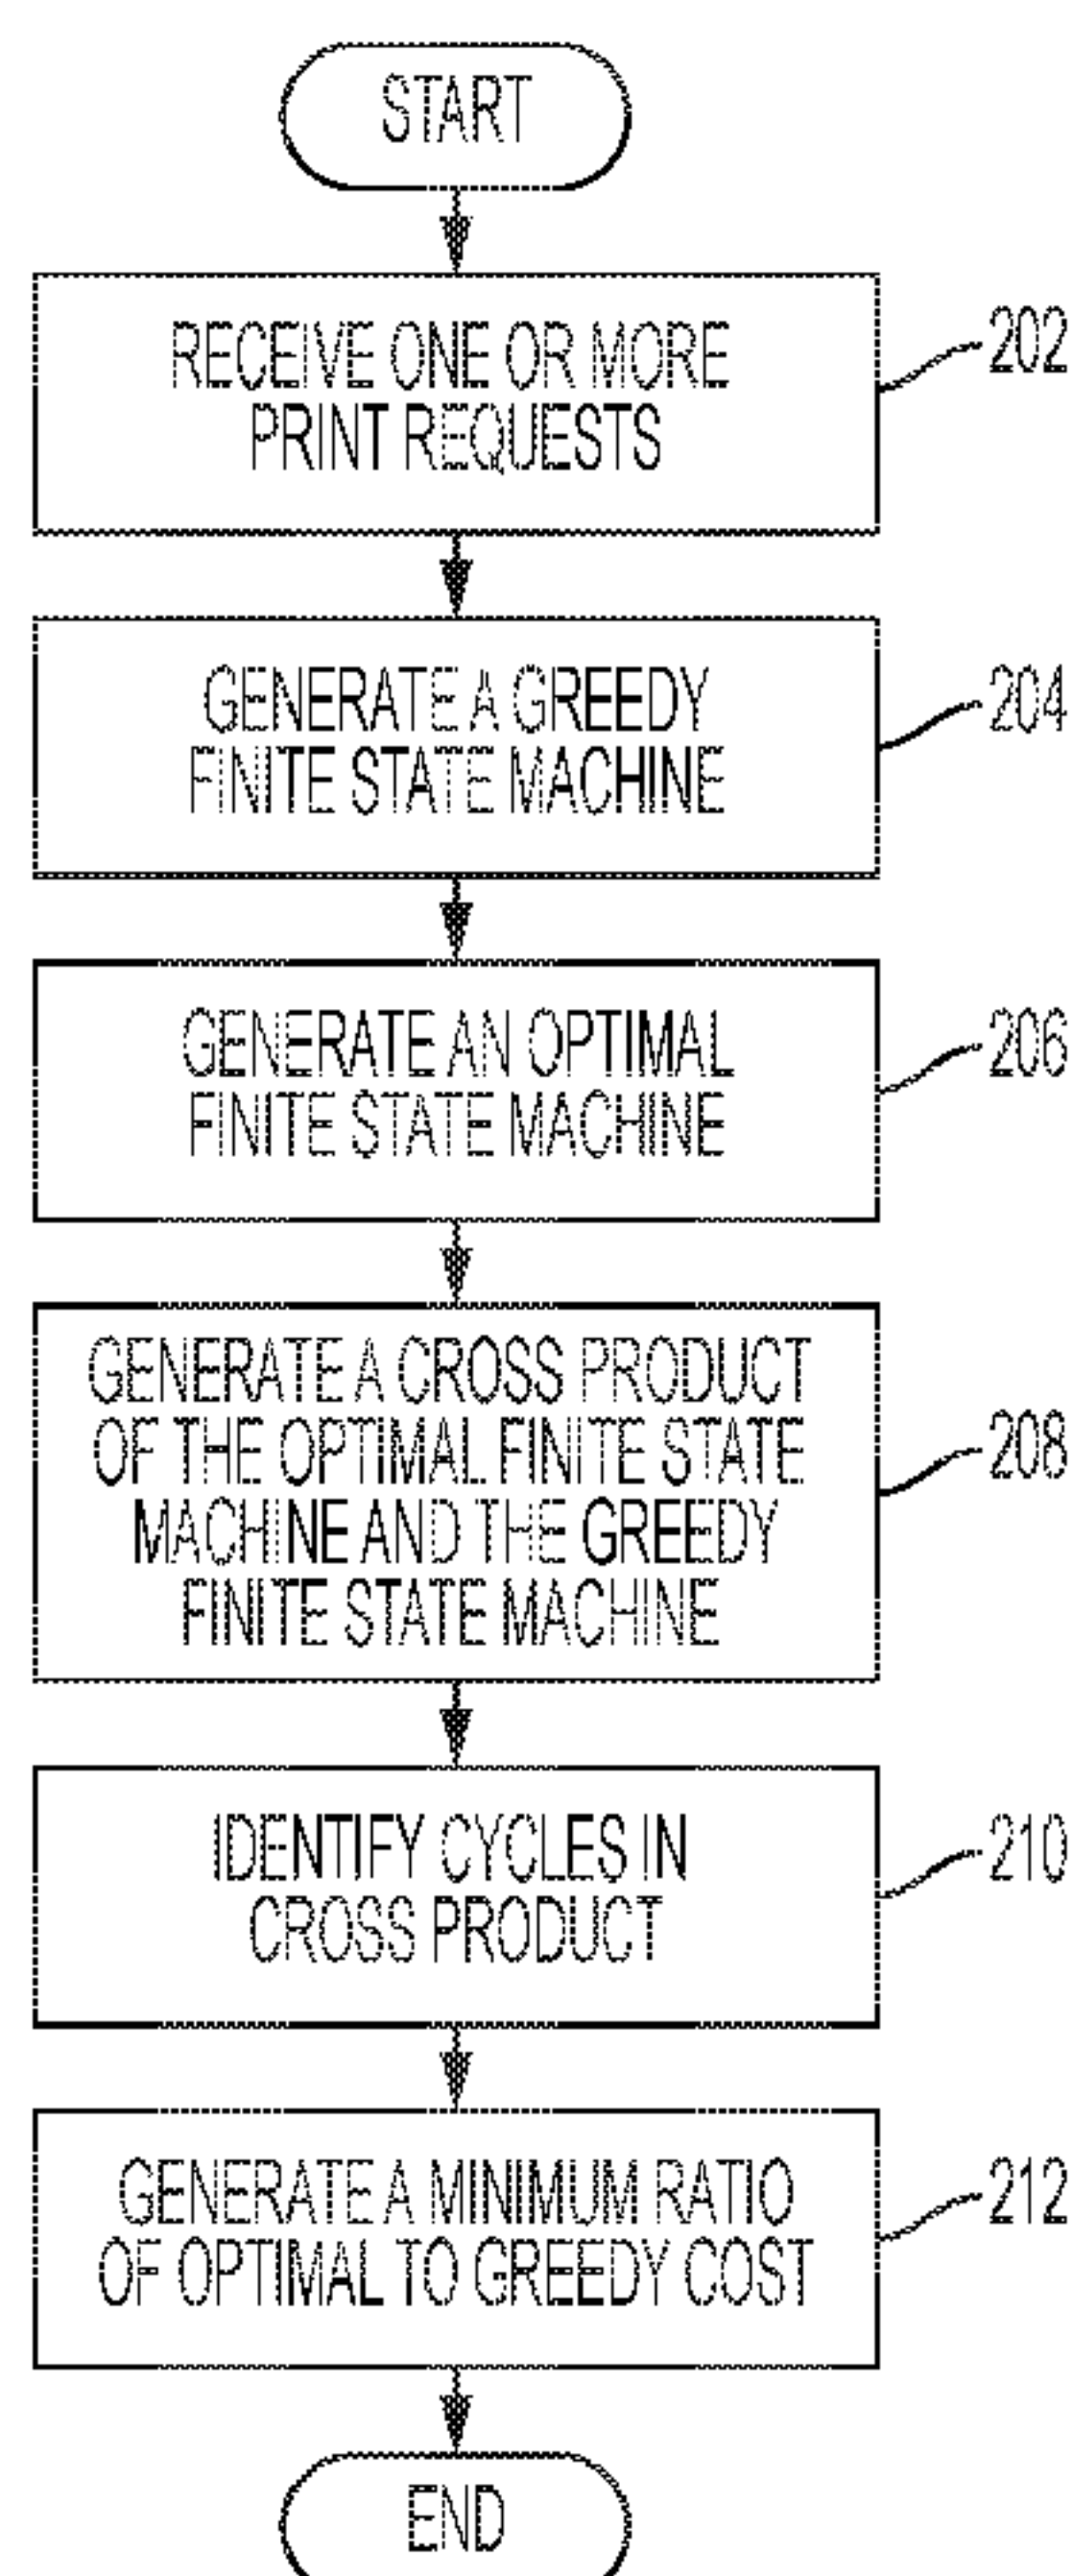 START
RECEIVE ONE OR MORE
PRINT REQUESTS
202
GENERATE A GREEDY
FINITE STATE MACHINE
204
GENERATE AN OPTIMAL
FINITE STATE MACHINE
206
GENERATE A CROSS PRODUCT
OF THE OPTIMAL FINITE STATE
MACHINE AND THE GREEDY
FINITE STATE MACHINE
208
IDENTIFY CYCLES IN
CROSS PRODUCT
210
GENERATE A MINIMUM RATIO
OF OPTIMAL TO GREEDY COST
212
END